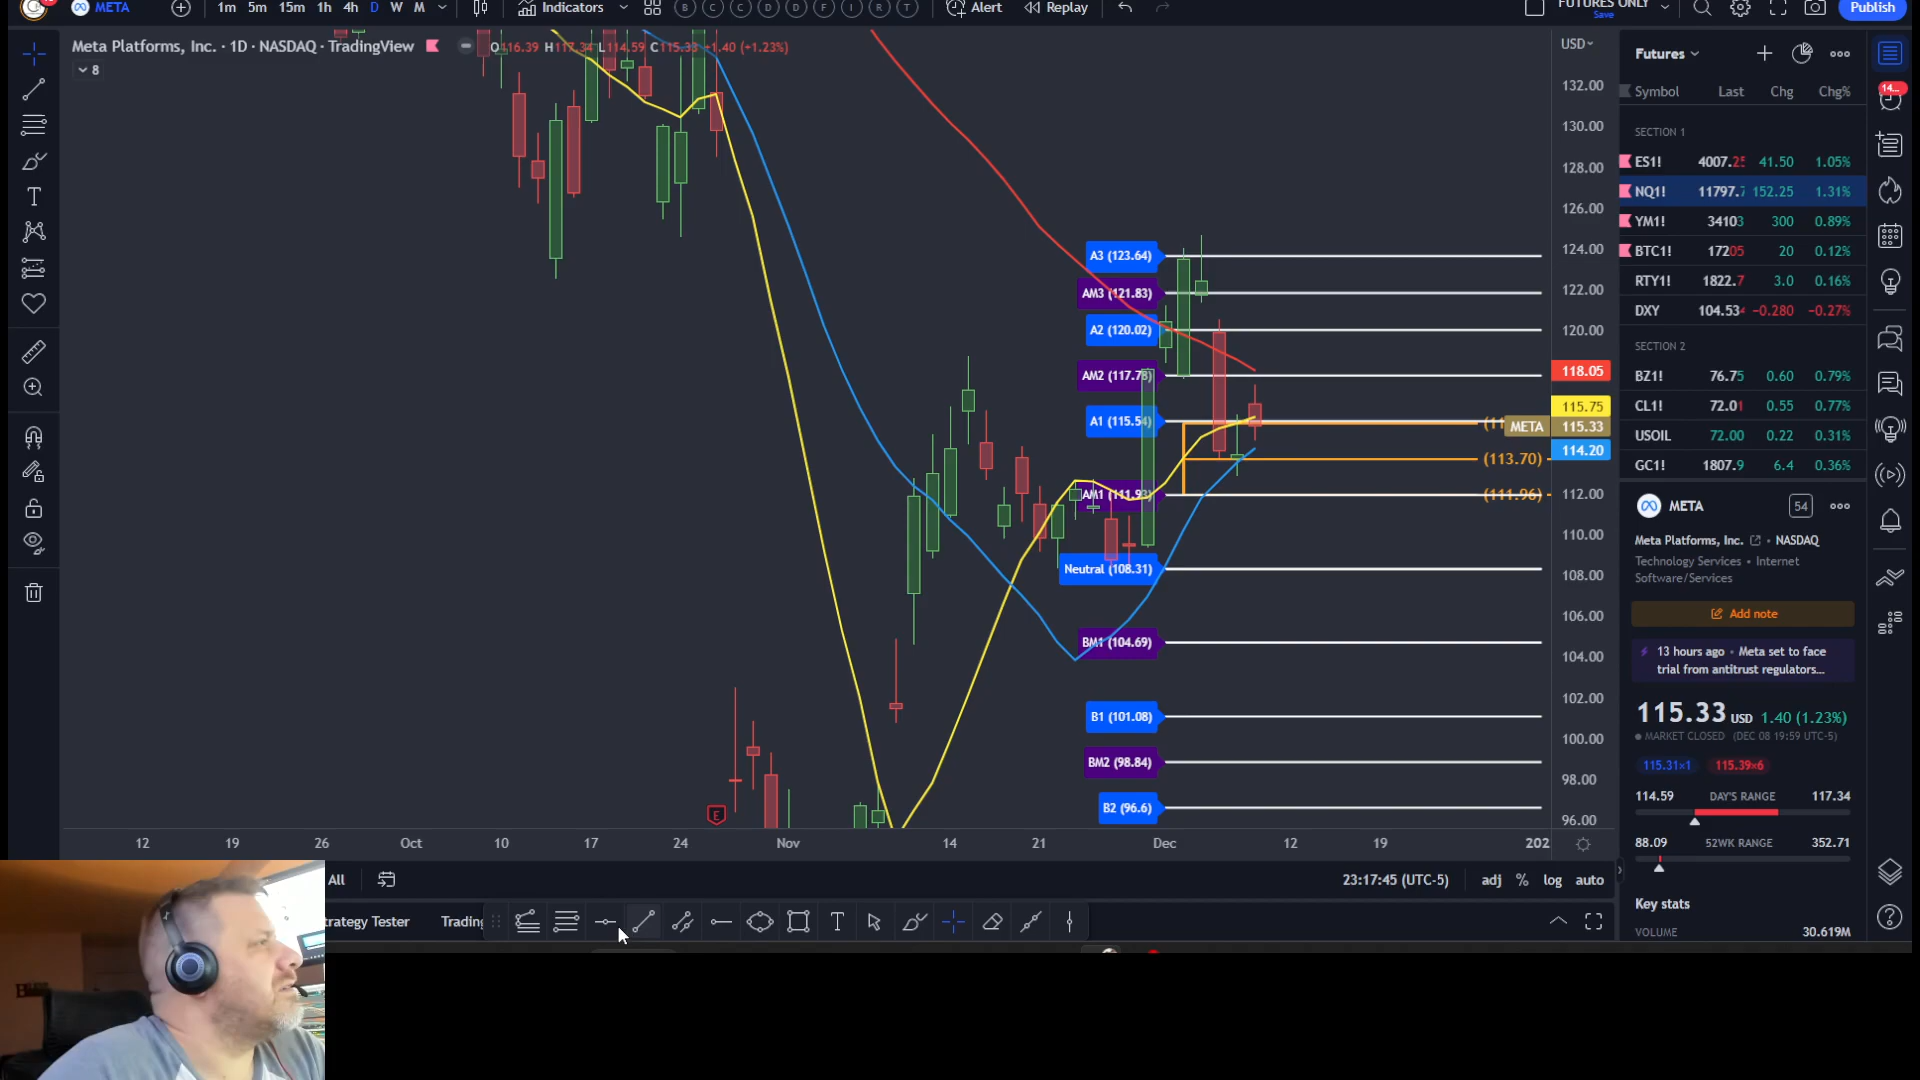 META 1m 5m 15m 1h 4h D W M Indicators B C C D D F I R T Alert Replay FUTURES ONLY Save Publish
Meta Platforms, Inc. · 1D · NASDAQ · TradingView O116.39 H117.34 L114.59 C115.33 +1.40 (+1.23%)
8
USD
132.00
130.00
128.00
126.00
124.00
122.00
120.00
118.05
115.75
META 115.33
114.20
112.00
110.00
108.00
106.00
104.00
102.00
100.00
98.00
96.00
A3 (123.64)
AM3 (121.83)
A2 (120.02)
AM2 (117.78)
A1 (115.54)
(113.70)
AM1 (111.93)
(111.96)
Neutral (108.31)
BM1 (104.69)
B1 (101.08)
BM2 (98.84)
B2 (96.6)
E
12 19 26 Oct 10 17 24 Nov 14 21 Dec 12 19 202
All 23:17:45 (UTC-5) adj % log auto
trategy Tester Trading
Futures
Symbol Last Chg Chg%
SECTION 1
ES1! 4007.25 41.50 1.05%
NQ1! 11797.7 152.25 1.31%
YM1! 34103 300 0.89%
BTC1! 17205 20 0.12%
RTY1! 1822.7 3.0 0.16%
DXY 104.534 −0.280 −0.27%
SECTION 2
BZ1! 76.75 0.60 0.79%
CL1! 72.01 0.55 0.77%
USOIL 72.00 0.22 0.31%
GC1! 1807.9 6.4 0.36%
META 54
Meta Platforms, Inc. • NASDAQ
Technology Services • Internet
Software/Services
Add note
13 hours ago • Meta set to face
trial from antitrust regulators...
115.33 USD 1.40 (1.23%)
MARKET CLOSED (DEC 08 19:59 UTC-5)
115.31×1 115.39×6
114.59 DAY'S RANGE 117.34
88.09 52WK RANGE 352.71
Key stats
VOLUME 30.619M
14...